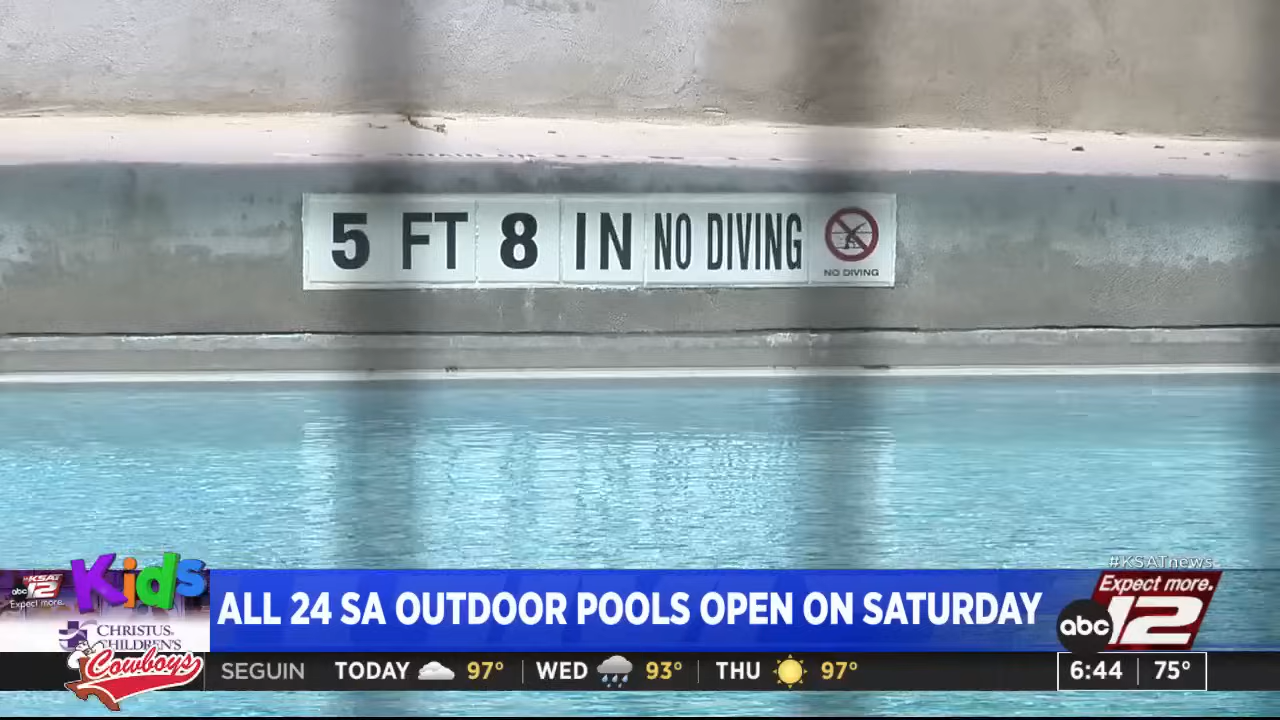 5 FT 8 IN NO DIVING
NO DIVING
#KSATnews
Kids
KSAT
abc 12
Expect more.
CHRISTUS
CHILDREN'S
ALL 24 SA OUTDOOR POOLS OPEN ON SATURDAY
Expect more.
abc 12
Cowboys
SEGUIN TODAY 97° WED 93° THU 97°
6:44 75°